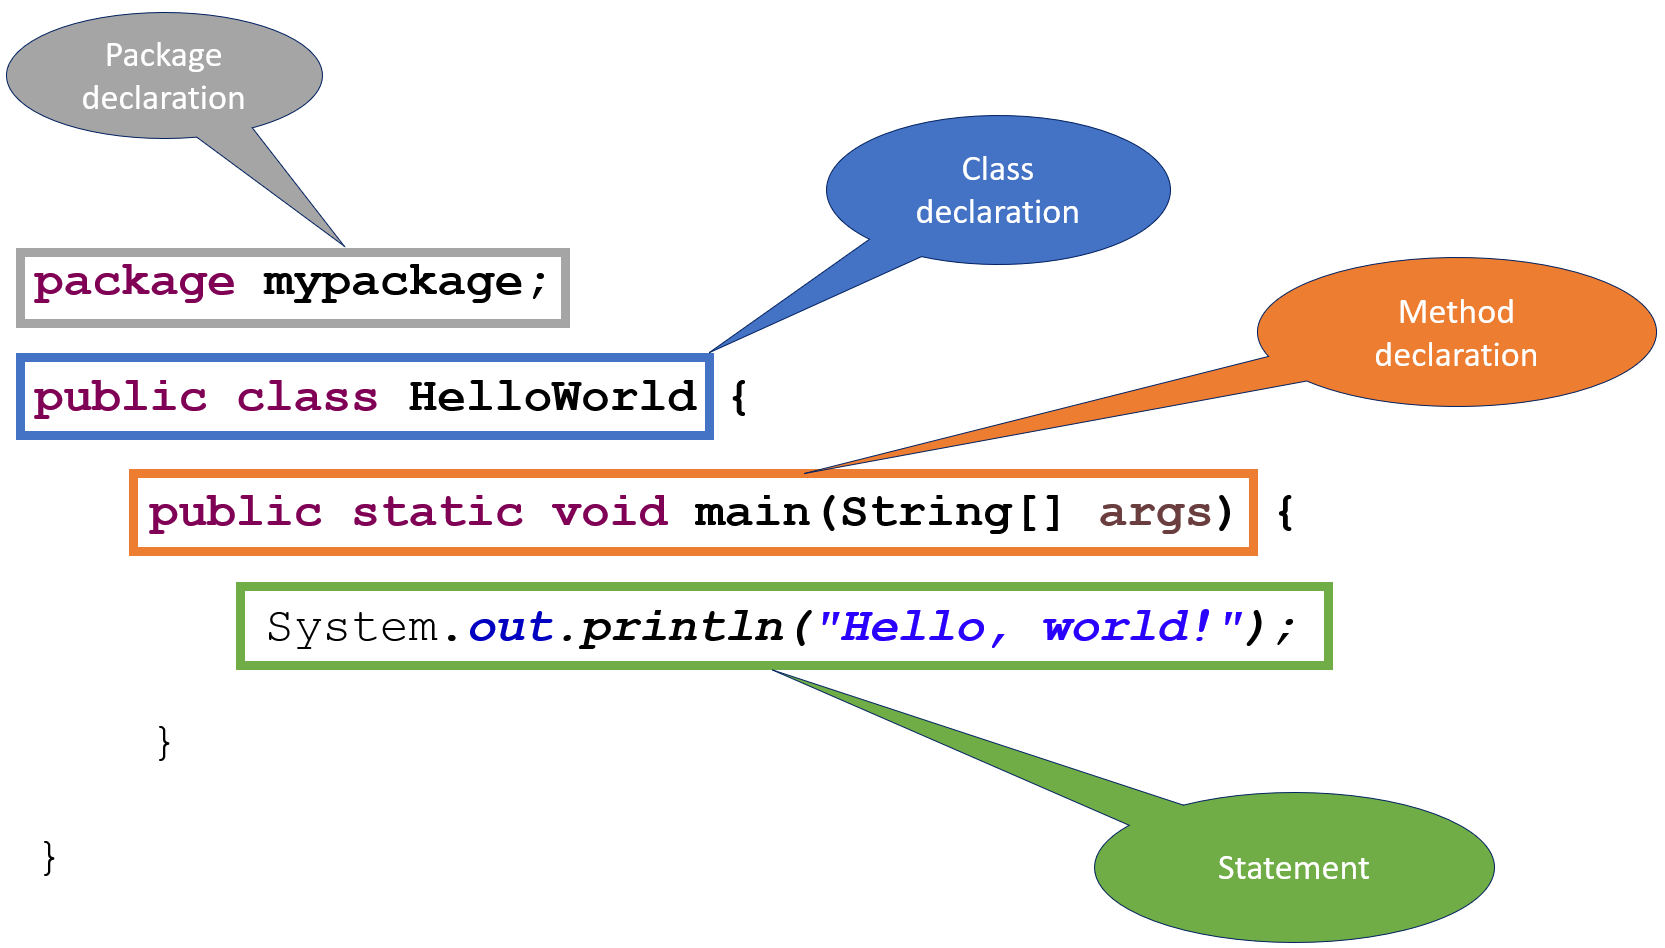 Package
declaration
Class
declaration
package mypackage;
Method
declaration
public class HelloWorld {
public static void main(String[] args) {
System.out.println("Hello, world!");
}
}
Statement